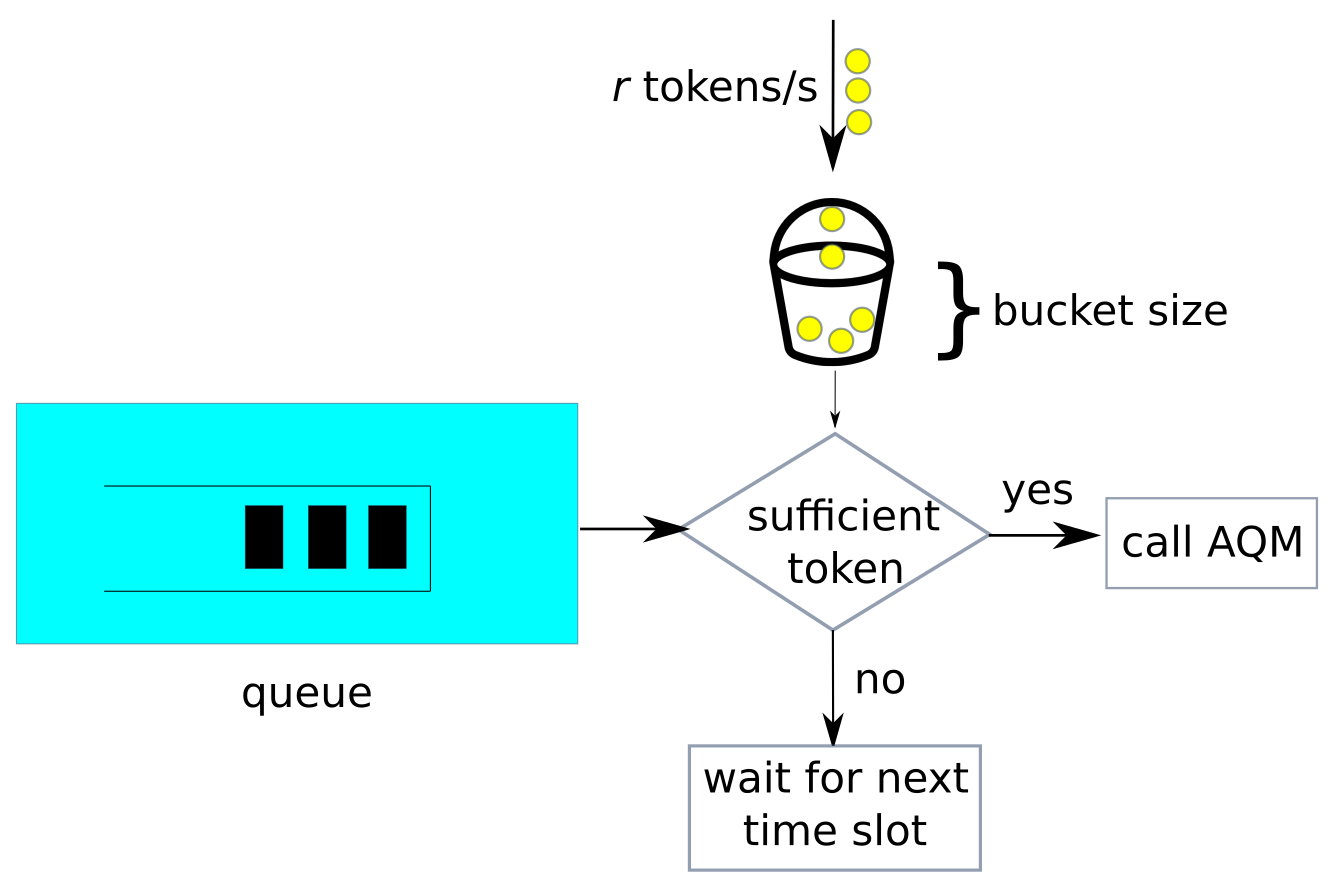 r tokens/s
bucket size
sufficient
token
yes
call AQM
queue
no
wait for next
time slot